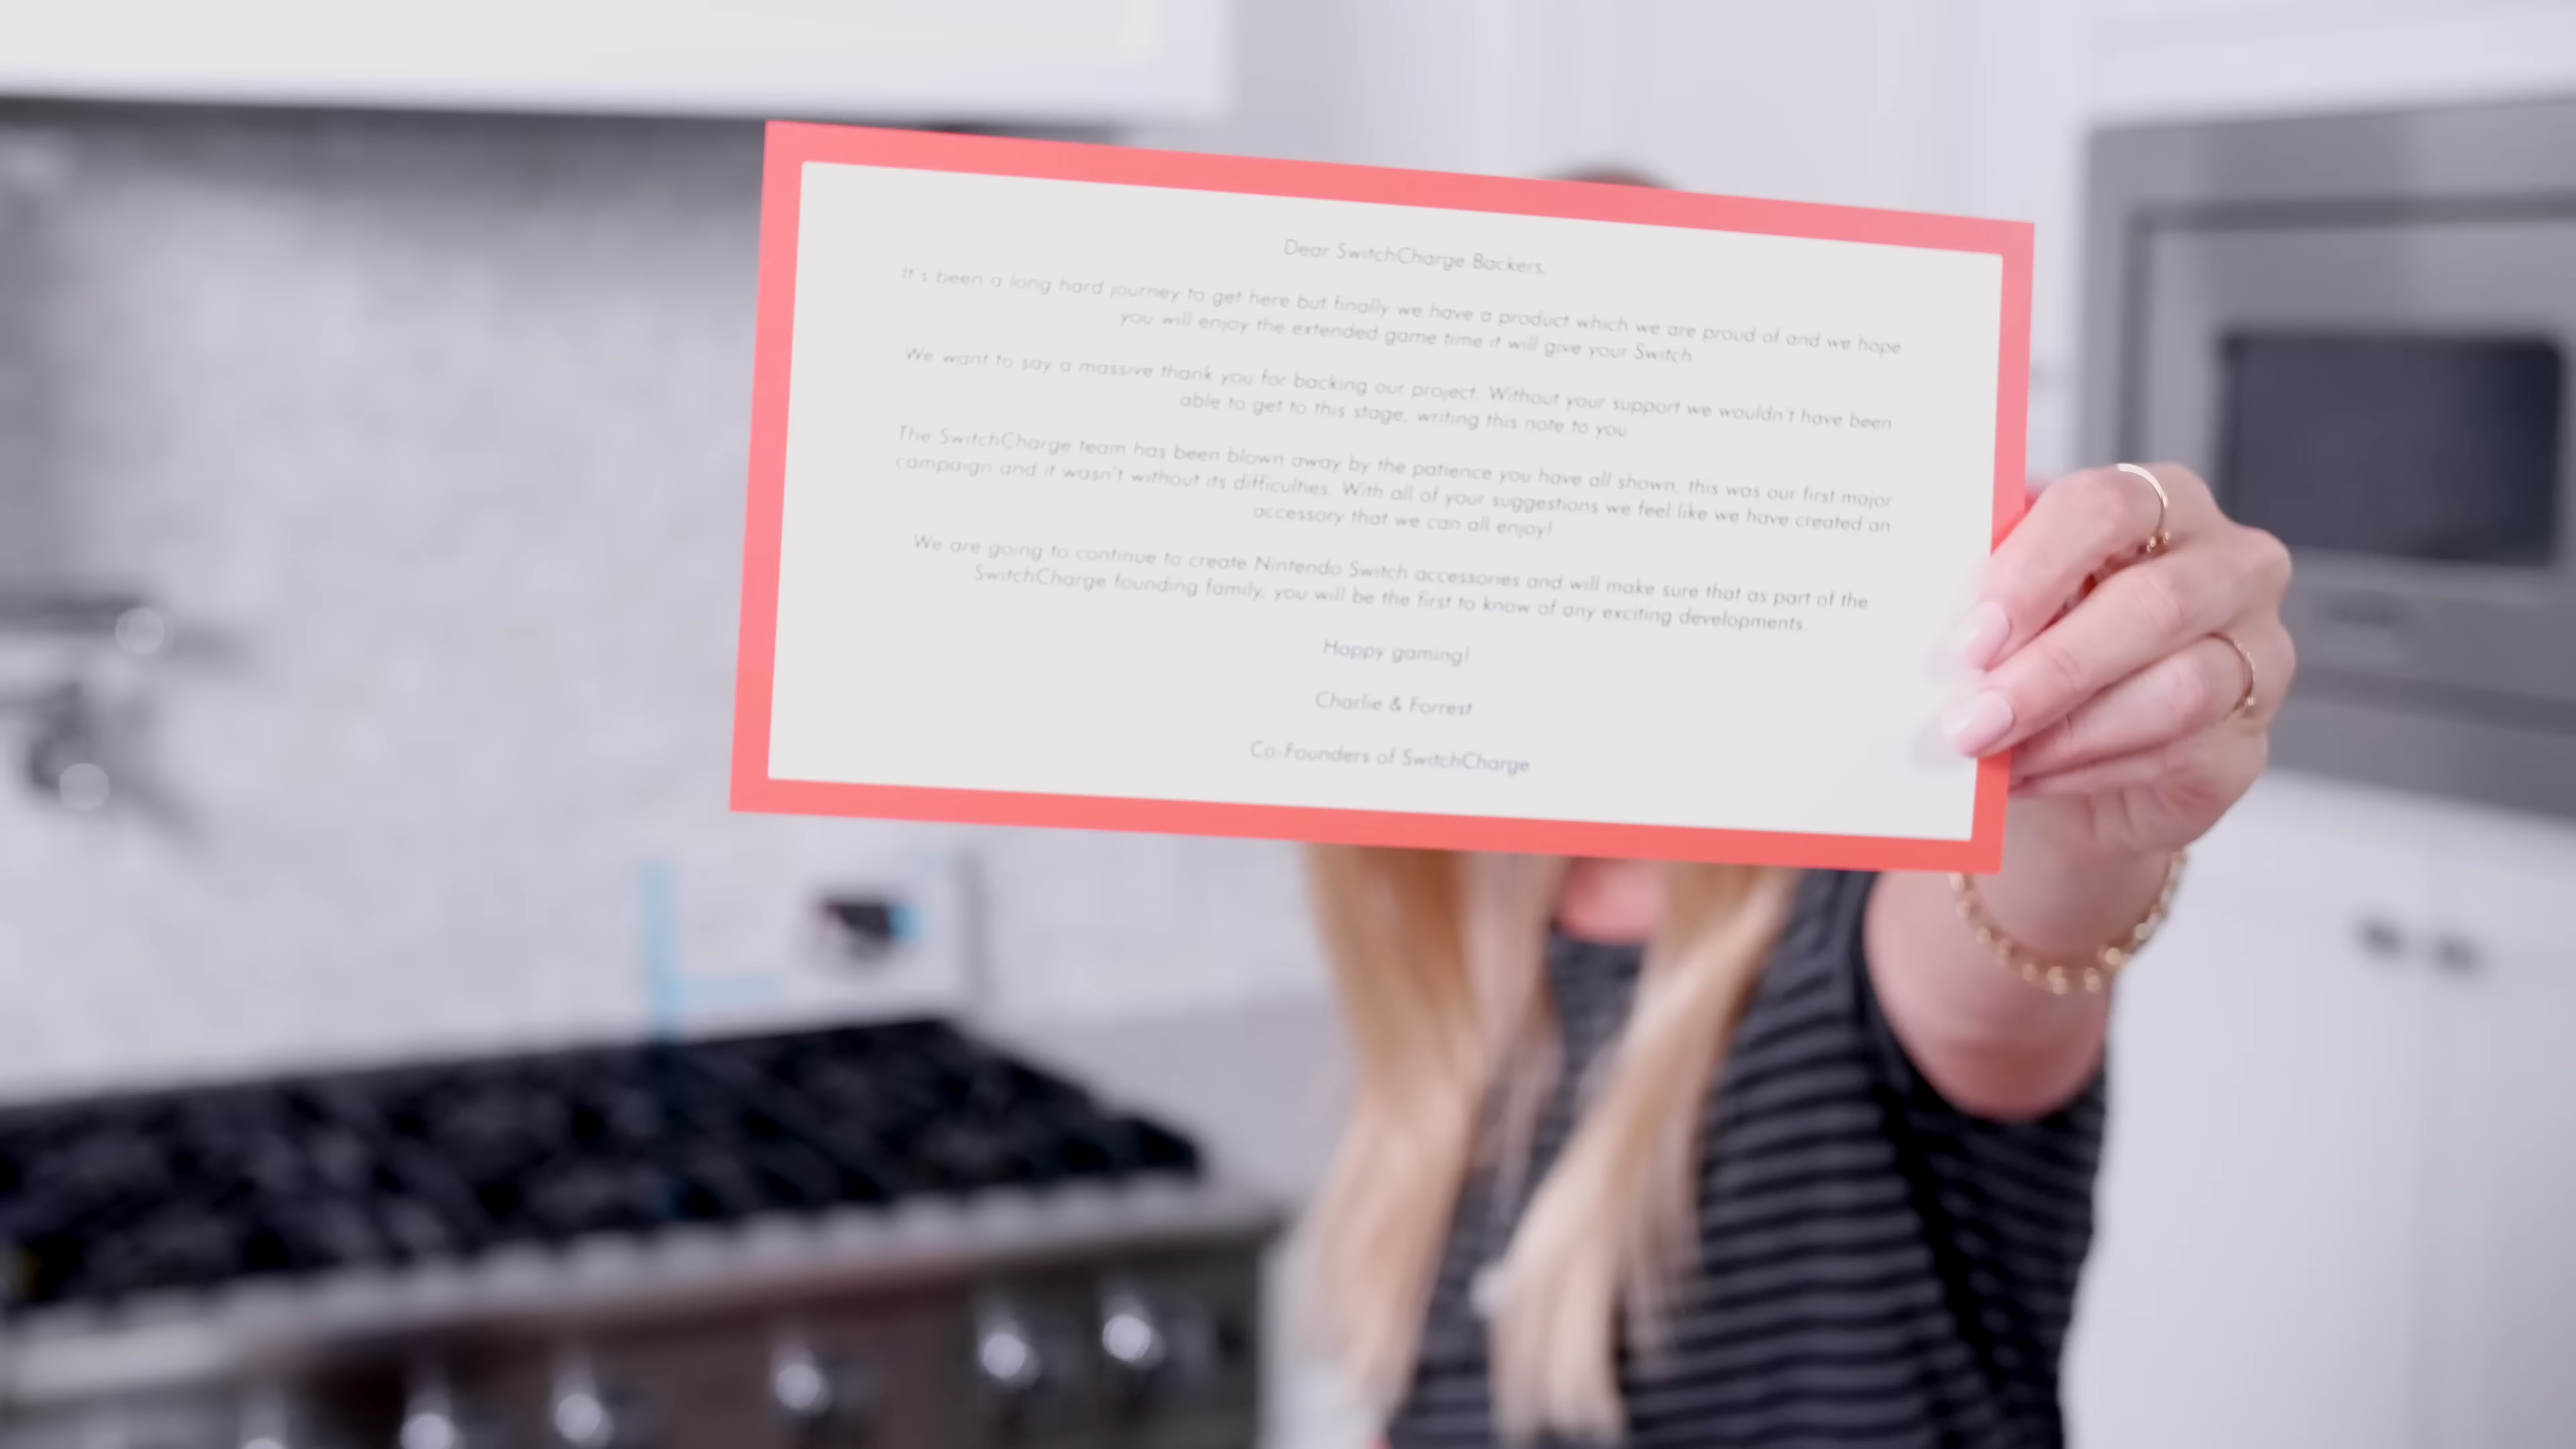 Dear SwitchCharge Backers,
It's been a long hard journey to get here but finally we have a product which we are proud of and we hope
you will enjoy the extended game time it will give your Switch.
We want to say a massive thank you for backing our project. Without your support we wouldn't have been
able to get to this stage, writing this note to you.
The SwitchCharge team has been blown away by the patience you have all shown, this was our first major
campaign and it wasn't without its difficulties. With all of your suggestions we feel like we have created an
accessory that we can all enjoy!
We are going to continue to create Nintendo Switch accessories and will make sure that as part of the
SwitchCharge founding family, you will be the first to know of any exciting developments.
Happy gaming!
Charlie & Forrest
Co-Founders of SwitchCharge